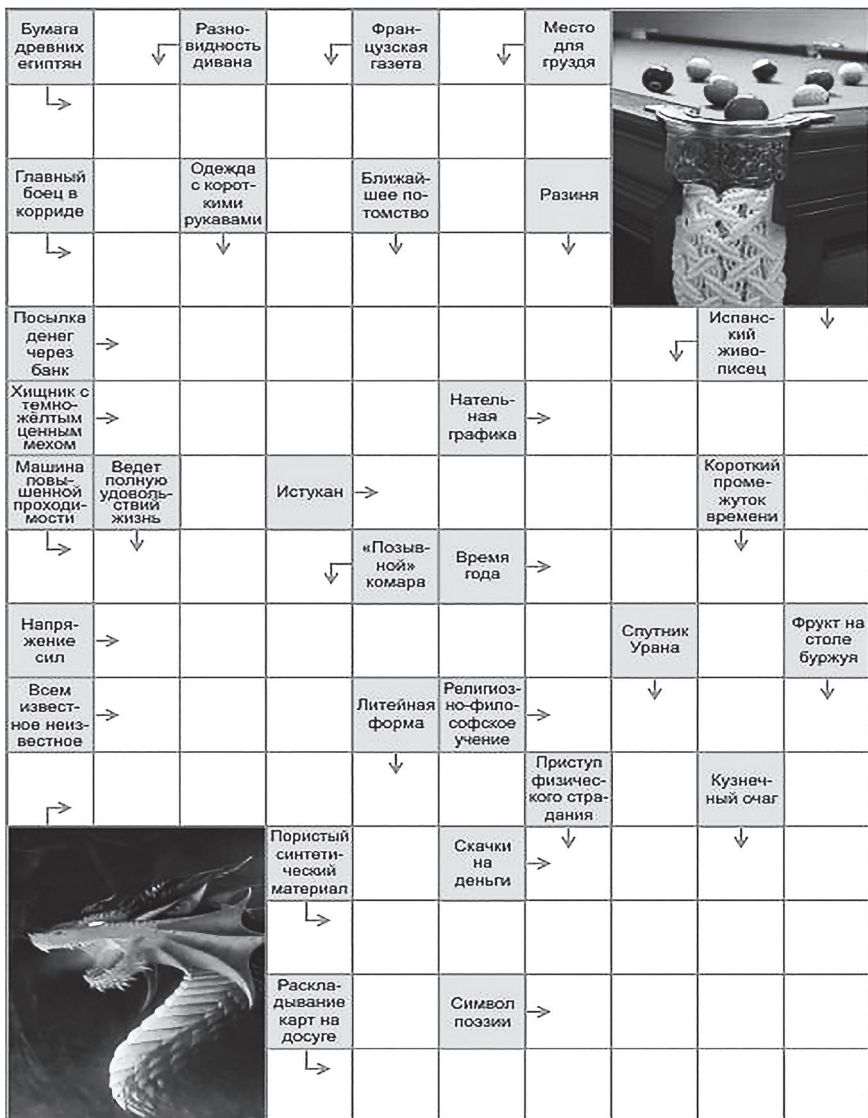 Бумага
древних
египтян
Разно-
видность
дивана
Фран-
цузская
газета
Место
для
груздя
Главный
боец в
корриде
Одежда
с корот-
кими
рукавами
Ближай-
шее по-
томство
Разиня
Посылка
денег
через
банк
Испанс-
кий
живо-
писец
Хищник с
темно-
жёлтым
ценным
мехом
Натель-
ная
графика
Машина
повы-
шенной
проходи-
мости
Ведет
полную
удоволь-
ствий
жизнь
Истукан
Короткий
проме-
жуток
времени
«Позыв-
ной»
комара
Время
года
Напря-
жение
сил
Спутник
Урана
Фрукт на
столе
буржуя
Всем
извест-
ное неиз-
вестное
Литейная
форма
Религиоз-
но-фило-
софское
учение
Приступ
физичес-
кого стра-
дания
Кузнеч-
ный очаг
Пористый
синтети-
ческий
материал
Скачки
на
деньги
Раскла-
дывание
карт на
досуге
Символ
поэзии